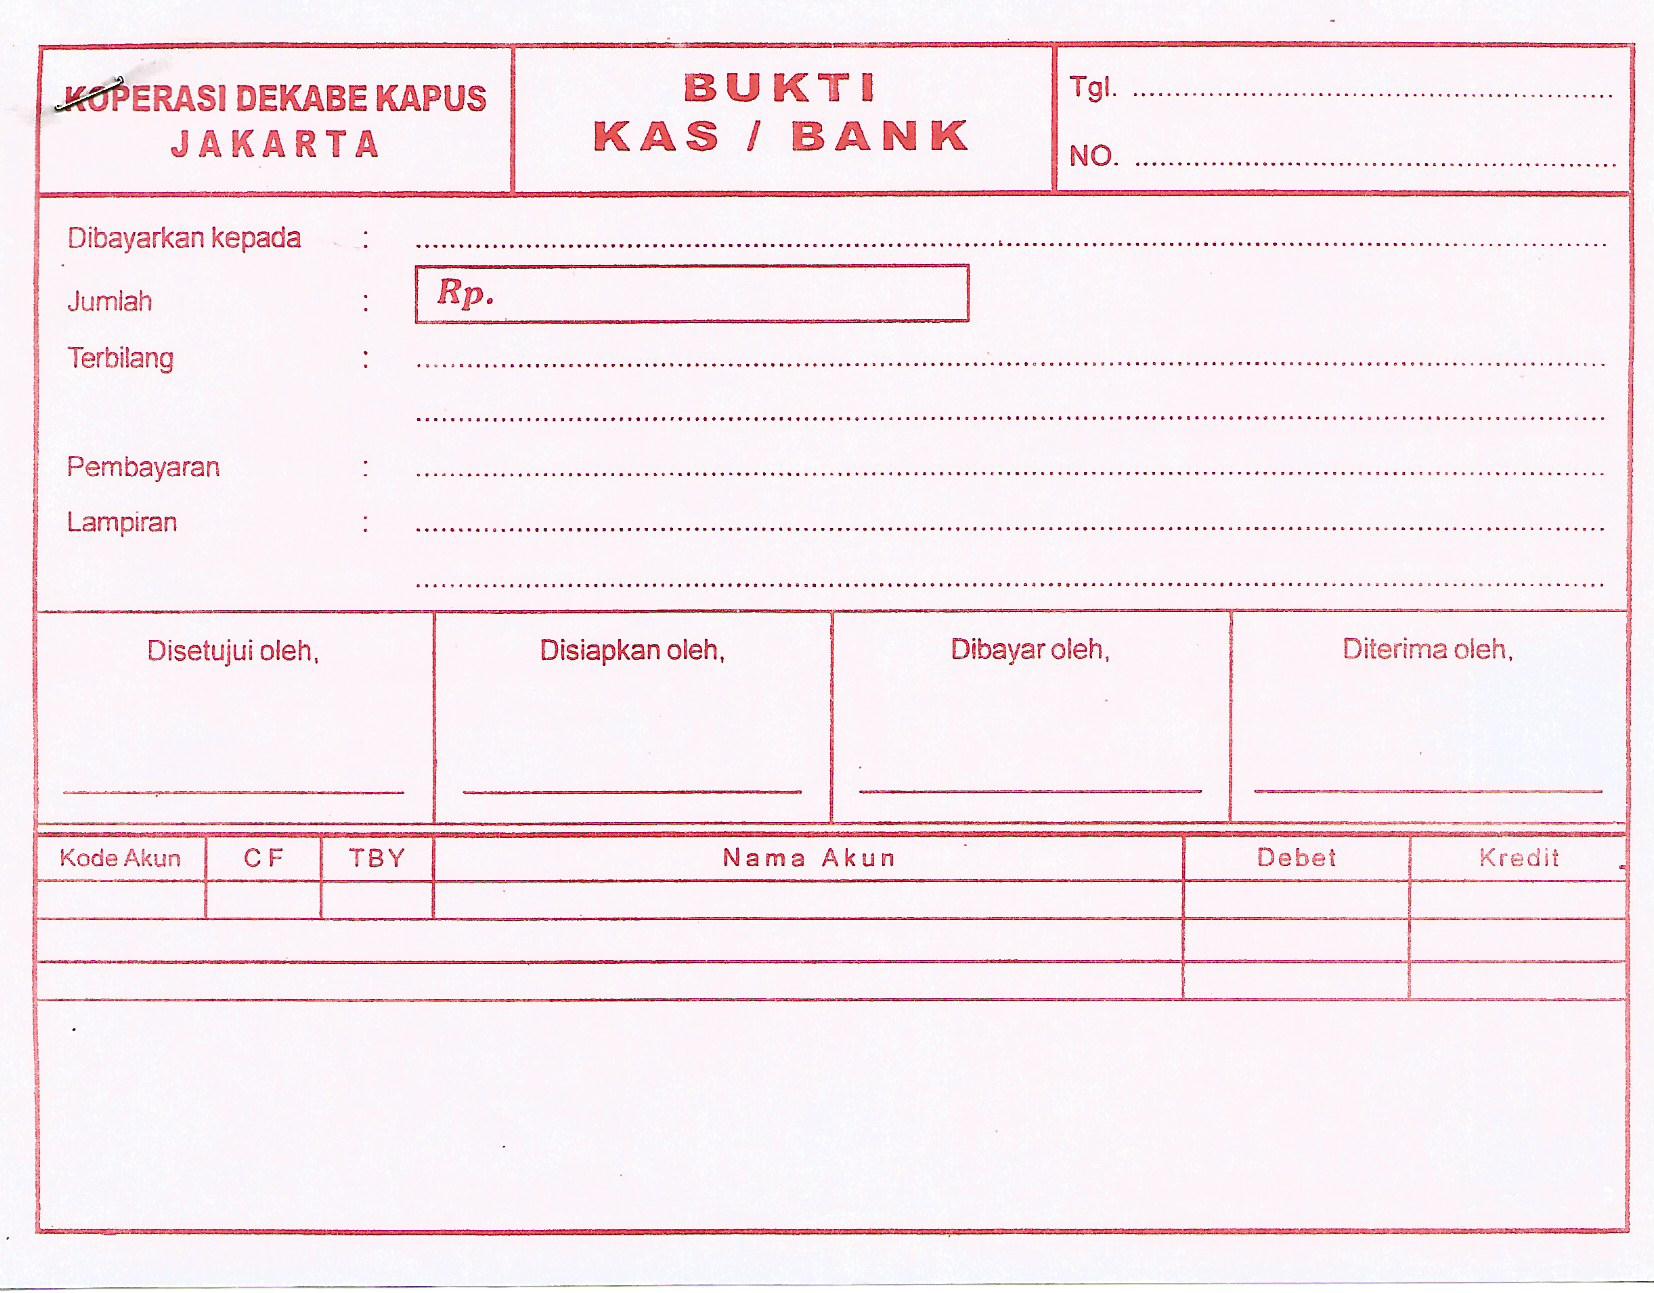 KOPERASI DEKABE KAPUS
JAKARTA
BUKTI
KAS / BANK
Tgl. ................
NO. ................
Dibayarkan kepada : ................
Jumlah : Rp.
Terbilang : ................
................
Pembayaran : ................
Lampiran : ................
................
Disetujui oleh, Disiapkan oleh, Dibayar oleh, Diterima oleh,
Kode Akun CF TBY Nama Akun Debet Kredit